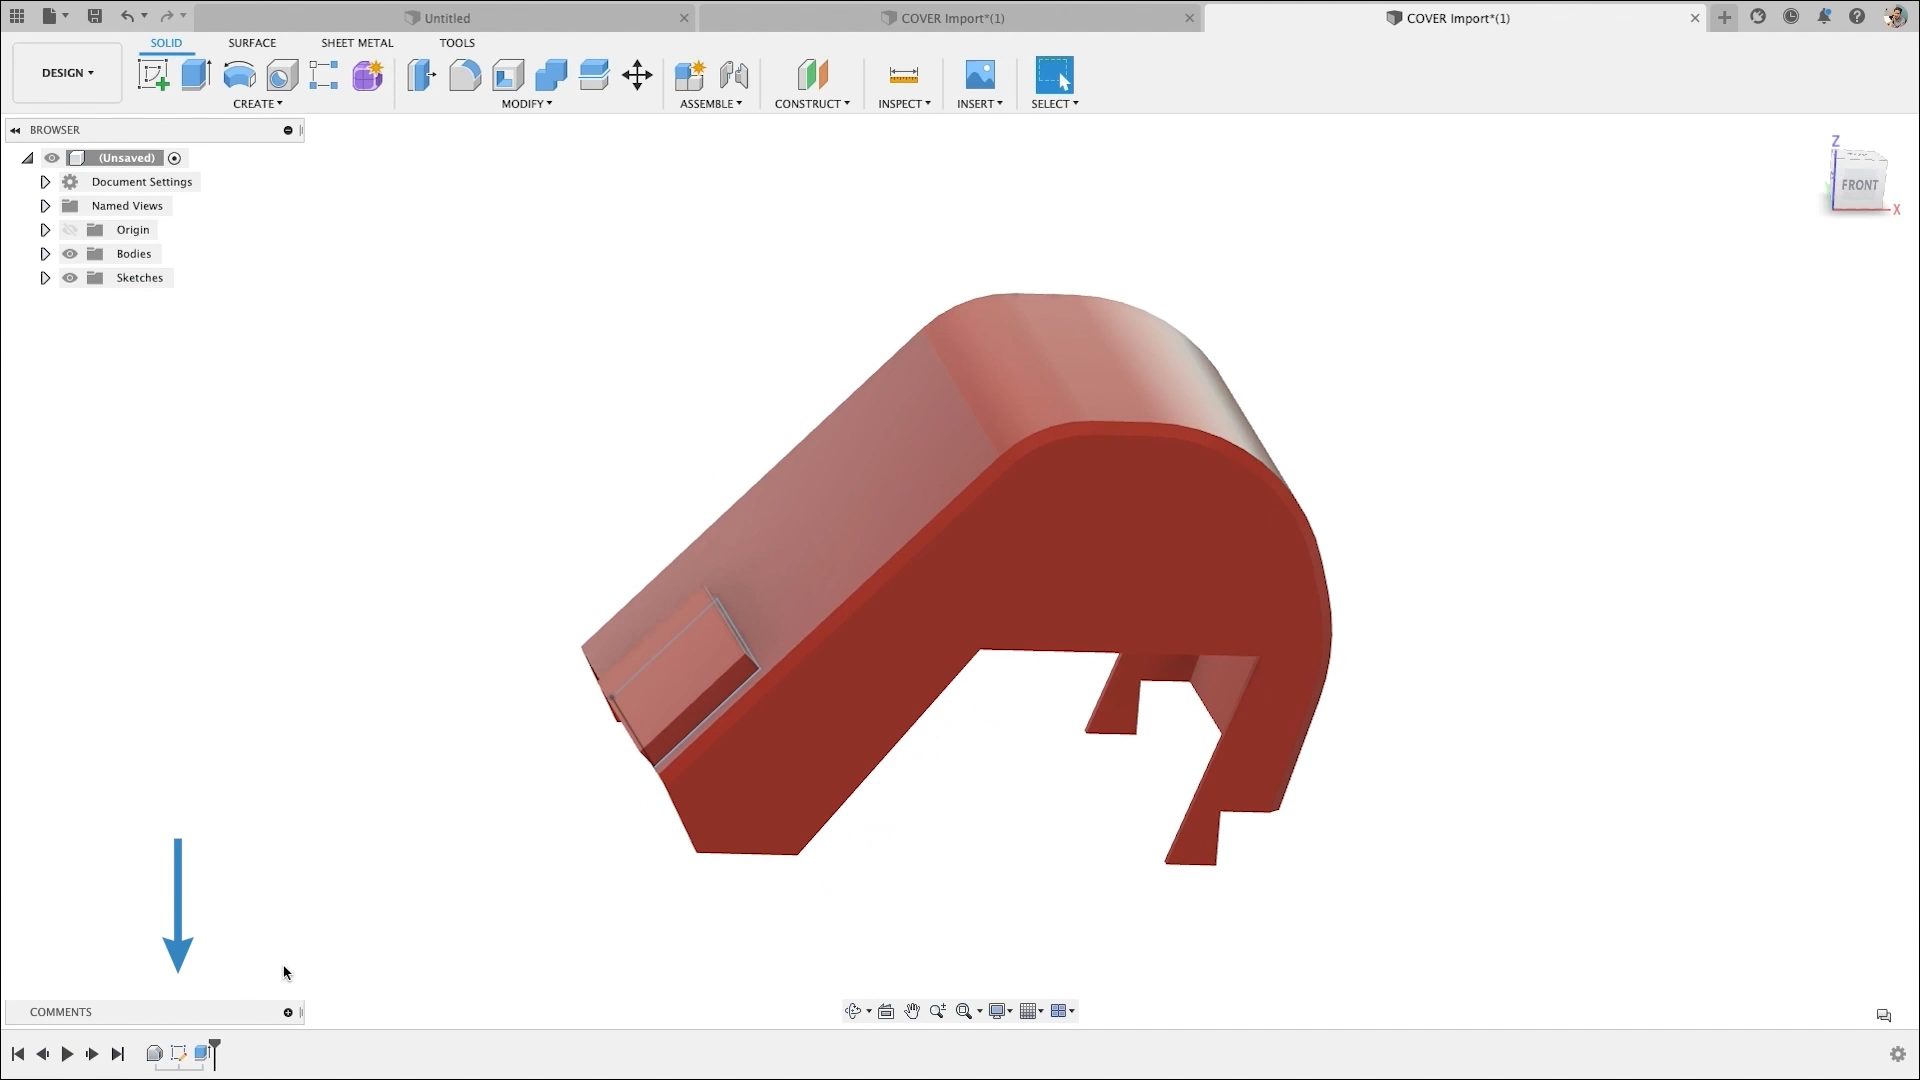 Untitled
COVER Import*(1)
COVER Import*(1)
SOLID
SURFACE
SHEET METAL
TOOLS
DESIGN
CREATE
MODIFY
ASSEMBLE
CONSTRUCT
INSPECT
INSERT
SELECT
BROWSER
(Unsaved)
Document Settings
Named Views
Origin
Bodies
Sketches
Z
FRONT
X
COMMENTS